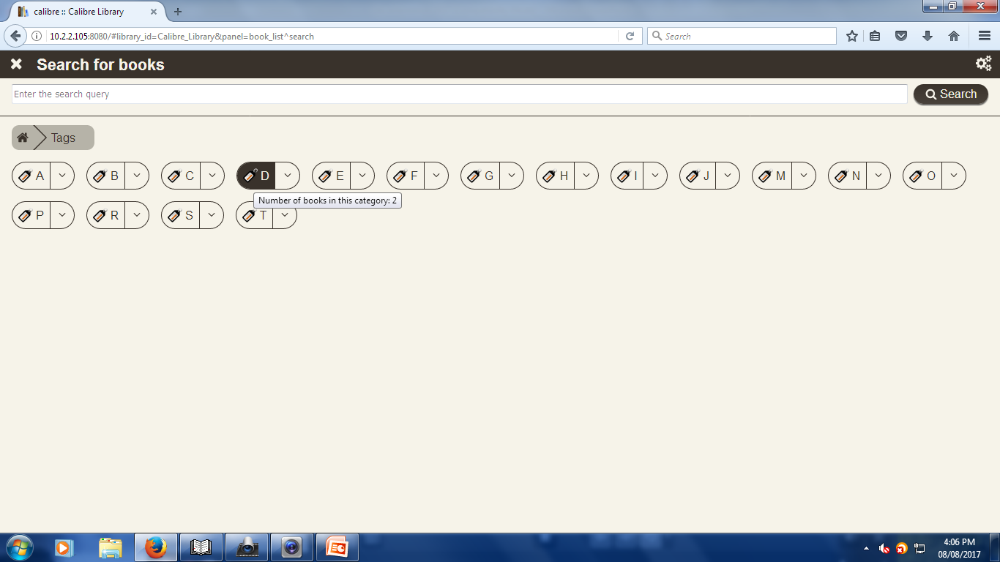 calibre :: Calibre Library
10.2.2.105:8080/#library_id=Calibre_Library&panel=book_list^search
Search
Search for books
Enter the search query
Search
Tags
A B C D E F G H I J M N O
Number of books in this category: 2
P R S T
4:06 PM
08/08/2017